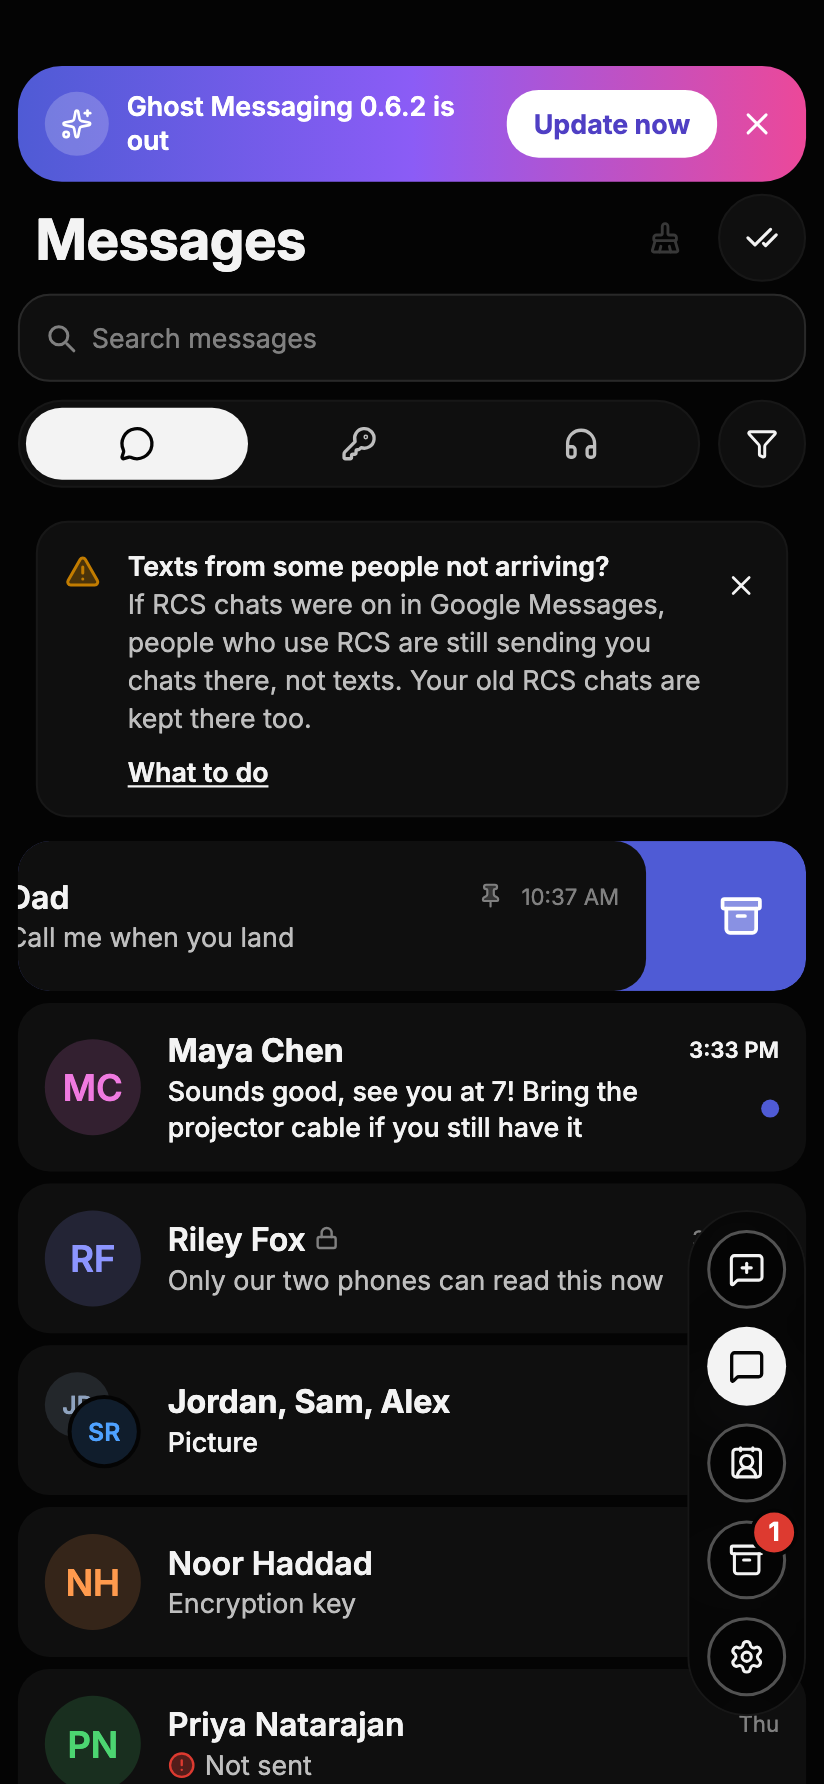 Ghost Messaging 0.6.2 is
out
Update now
Messages
Search messages
Texts from some people not arriving?
If RCS chats were on in Google Messages,
people who use RCS are still sending you
chats there, not texts. Your old RCS chats are
kept there too.
What to do
Dad
10:37 AM
Call me when you land
MC
Maya Chen
3:33 PM
Sounds good, see you at 7! Bring the
projector cable if you still have it
RF
Riley Fox
Only our two phones can read this now
SR
Jordan, Sam, Alex
Picture
1
NH
Noor Haddad
Encryption key
PN
Priya Natarajan
Thu
Not sent